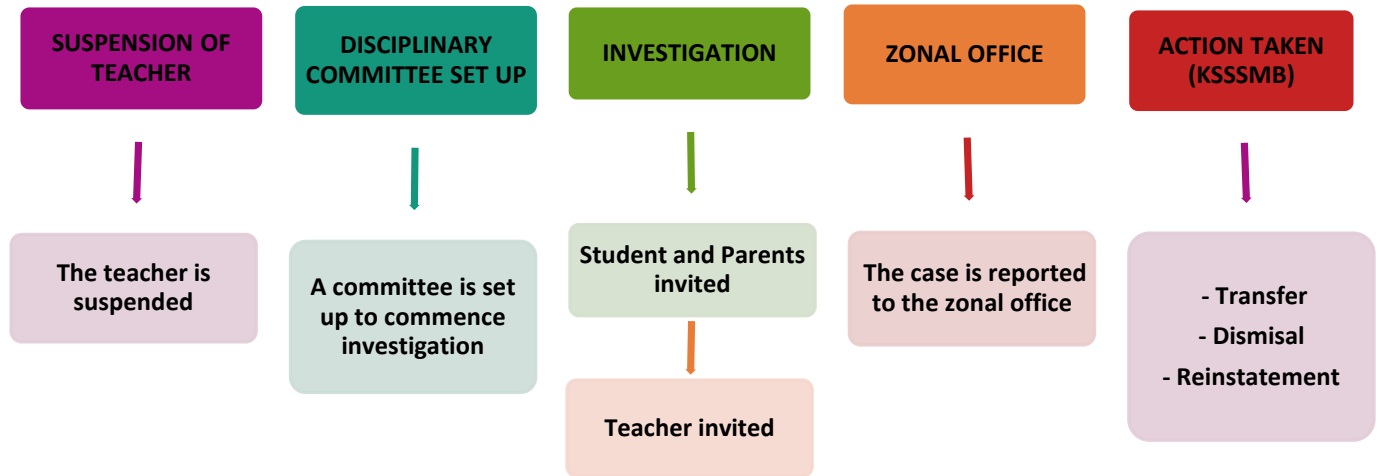 SUSPENSION OF
TEACHER
The teacher is
suspended
DISCIPLINARY
COMMITTEE SET UP
A committee is set
up to commence
investigation
INVESTIGATION
Student and Parents
invited
Teacher invited
ZONAL OFFICE
The case is reported
to the zonal office
ACTION TAKEN
(KSSSMB)
- Transfer
- Dismisal
- Reinstatement